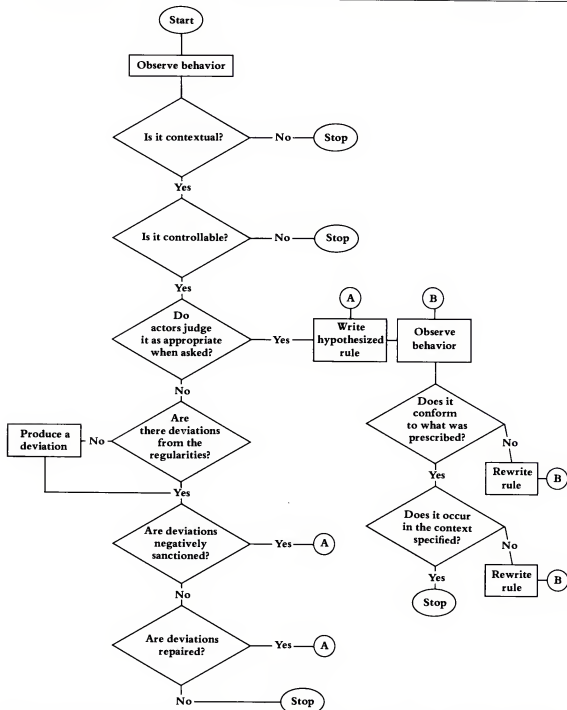 Start
Observe behavior
Is it contextual?
No
Stop
Yes
Is it controllable?
No
Stop
Yes
Do
actors judge
it as appropriate
when asked?
Yes
A
Write
hypothesized
rule
B
Observe
behavior
No
Are
there deviations
from the
regularities?
No
Produce a
deviation
Yes
Does it
conform
to what was
prescribed?
No
Rewrite
rule
B
Yes
Are deviations
negatively
sanctioned?
Yes
A
Does it occur
in the context
specified?
No
Rewrite
rule
B
Yes
Stop
No
Are deviations
repaired?
Yes
A
No
Stop